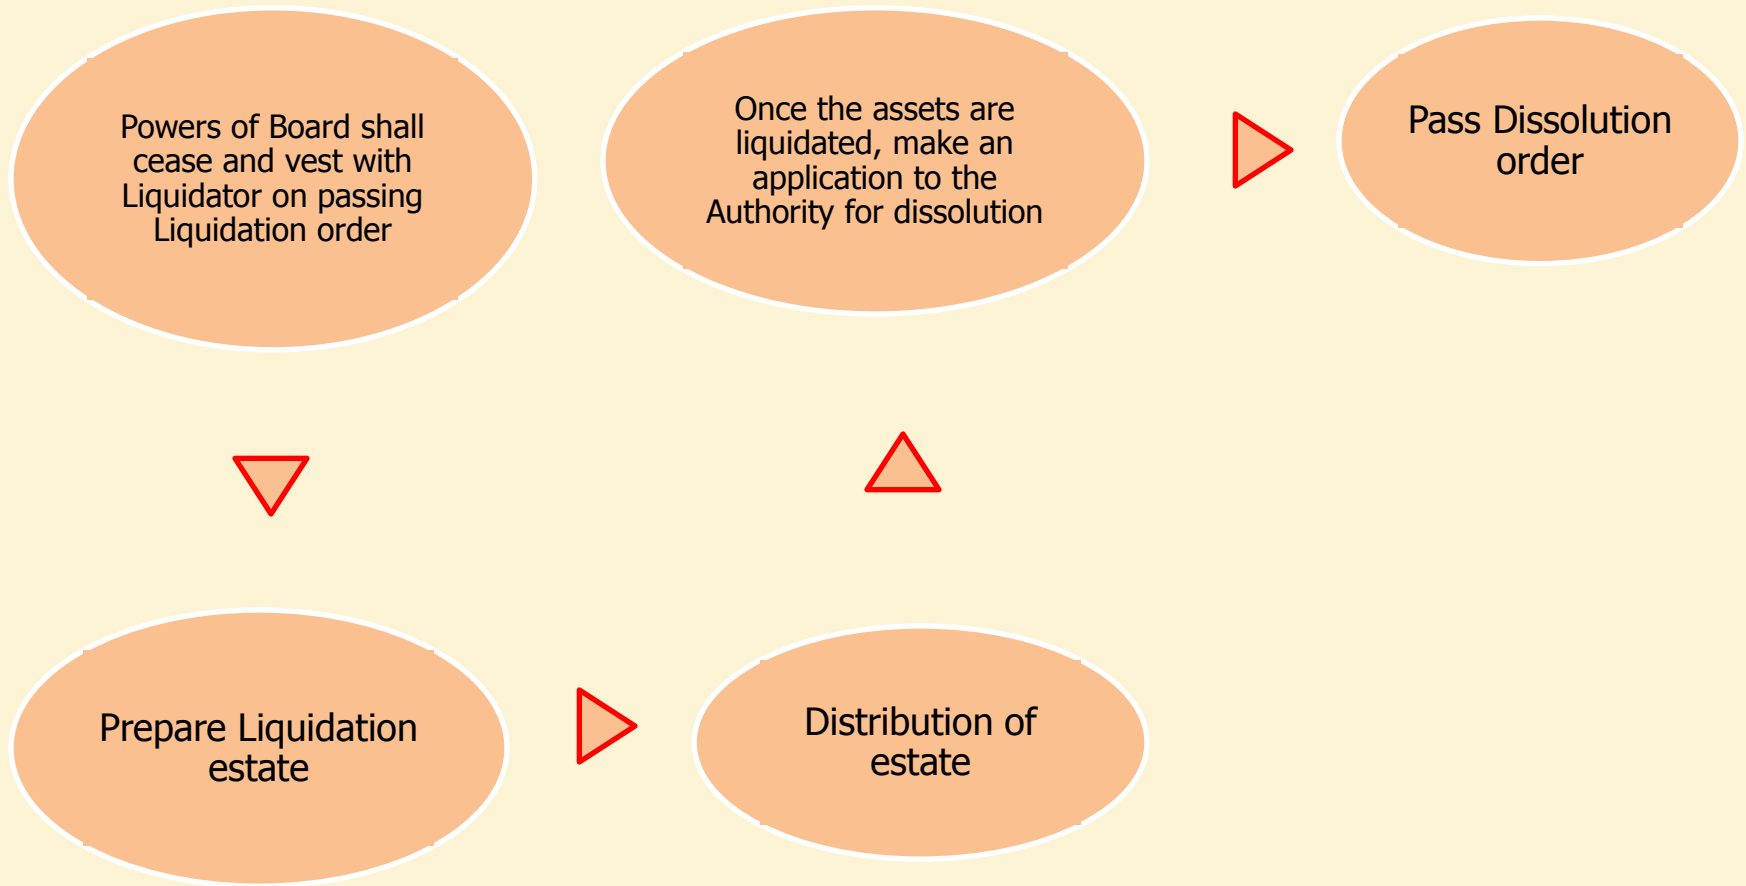 Powers of Board shall
cease and vest with
Liquidator on passing
Liquidation order
Prepare Liquidation
estate
Distribution of
estate
Once the assets are
liquidated, make an
application to the
Authority for dissolution
Pass Dissolution
order